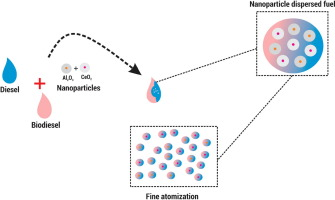 Nanoparticle dispersed fuel
Diesel
+
Biodiesel
+
Al₂O₃ CeO₂
Nanoparticles
Fine atomization